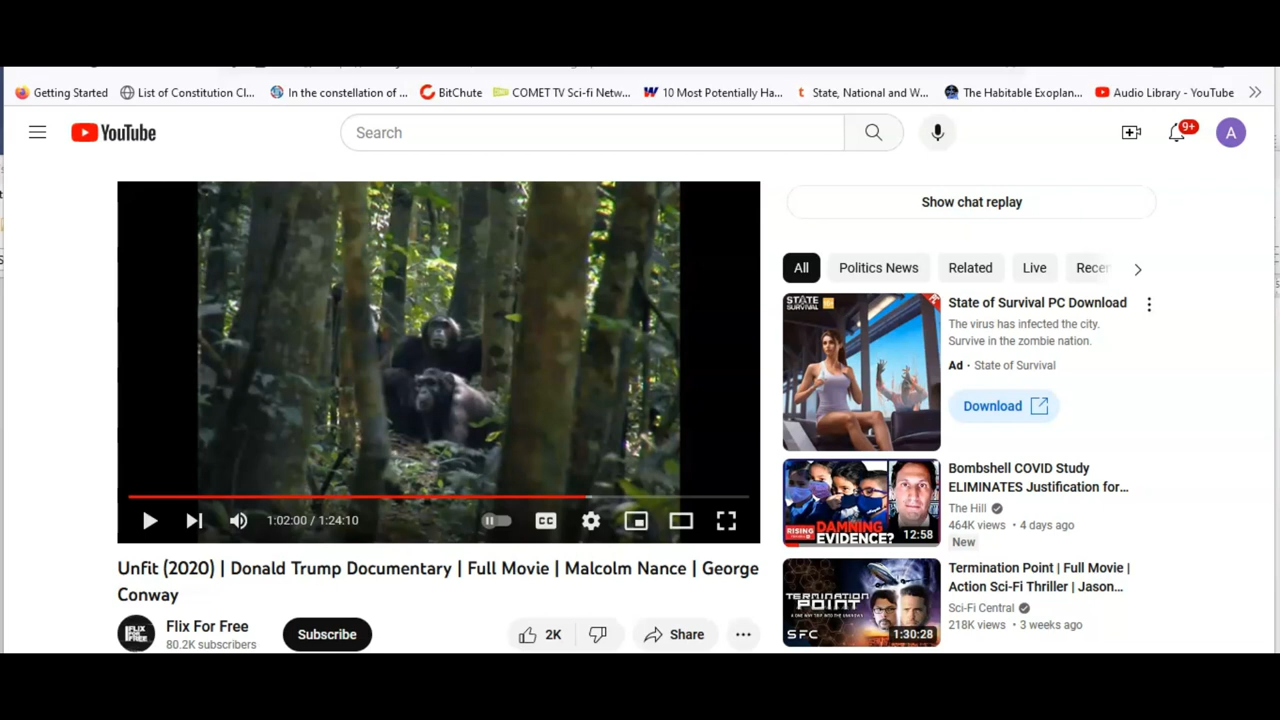 Getting Started
List of Constitution Cl...
In the constellation of ...
BitChute
COMET TV Sci-fi Netw...
10 Most Potentially Ha...
State, National and W...
The Habitable Exoplan...
Audio Library - YouTube
YouTube
Search
9+
A
Show chat replay
All
Politics News
Related
Live
Recer
STATE
SURVIVAL
State of Survival PC Download
The virus has infected the city.
Survive in the zombie nation.
Ad · State of Survival
Download
1:02:00 / 1:24:10
CC
RISING
DAMNING
EVIDENCE?
12:58
Bombshell COVID Study
ELIMINATES Justification for...
The Hill
464K views • 4 days ago
New
Unfit (2020) | Donald Trump Documentary | Full Movie | Malcolm Nance | George
Conway
FLIX
FOR
FREE
Flix For Free
80.2K subscribers
Subscribe
2K
Share
TERMINATION
POINT
SFC
1:30:28
Termination Point | Full Movie |
Action Sci-Fi Thriller | Jason...
Sci-Fi Central
218K views • 3 weeks ago